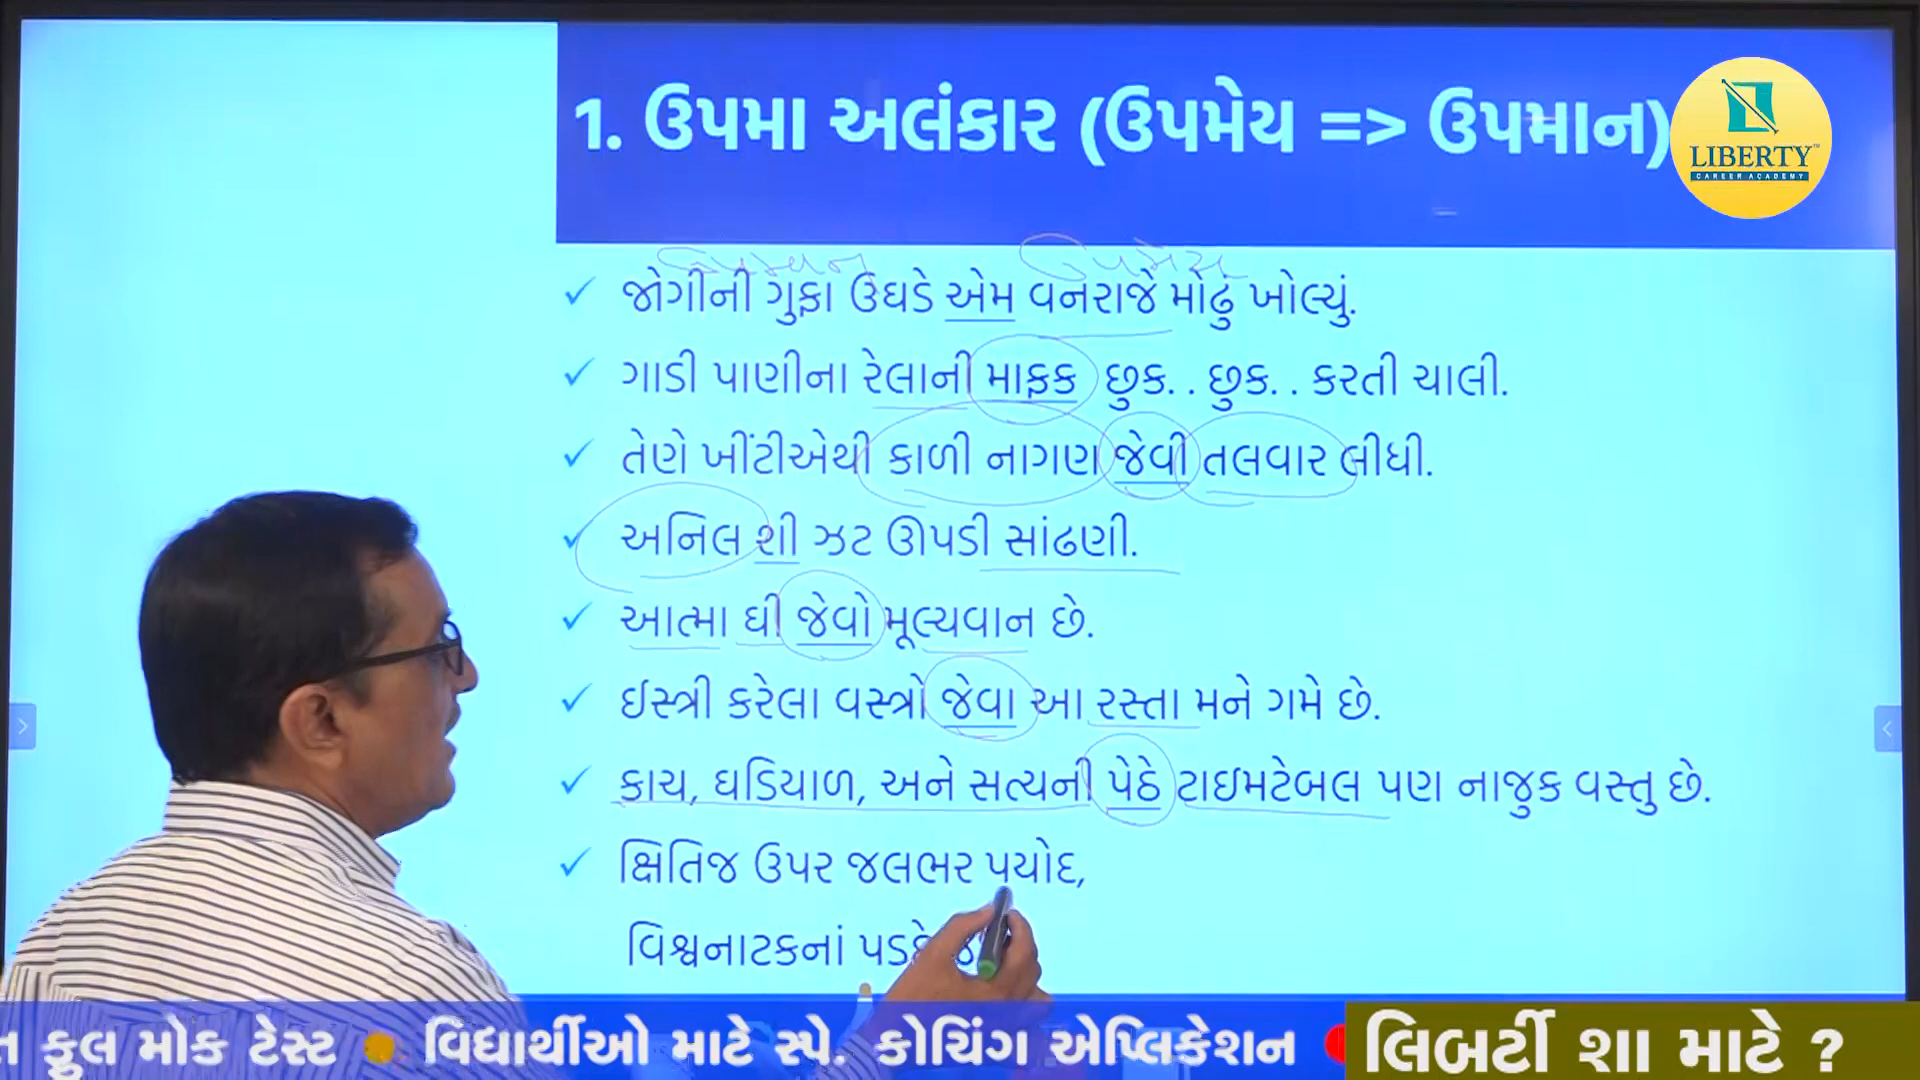 1. ઉપમા અલંકાર (ઉપમેય => ઉપમાન)
LIBERTY
CAREER ACADEMY
ઉપમેય
જોગીની ગુફા ઉઘડે એમ વનરાજે મોઢું ખોલ્યું.
ગાડી પાણીના રેલાની માફક છુક. . છુક. . કરતી ચાલી.
તેણે ખીંટીએથી કાળી નાગણ જેવી તલવાર લીધી.
અનિલ શી ઝટ ઊપડી સાંઢણી.
આત્મા ઘી જેવો મૂલ્યવાન છે.
ઈસ્ત્રી કરેલા વસ્ત્રો જેવા આ રસ્તા મને ગમે છે.
કાચ, ઘડિયાળ, અને સત્યની પેઠે ટાઇમટેબલ પણ નાજુક વસ્તુ છે.
ક્ષિતિજ ઉપર જલભર પયોદ,
વિશ્વનાટકનાં
ફુલ મોક ટેસ્ટ વિદ્યાર્થીઓ માટે સ્પે. કોચિંગ એપ્લિકેશન
લિબર્ટી શા માટે ?